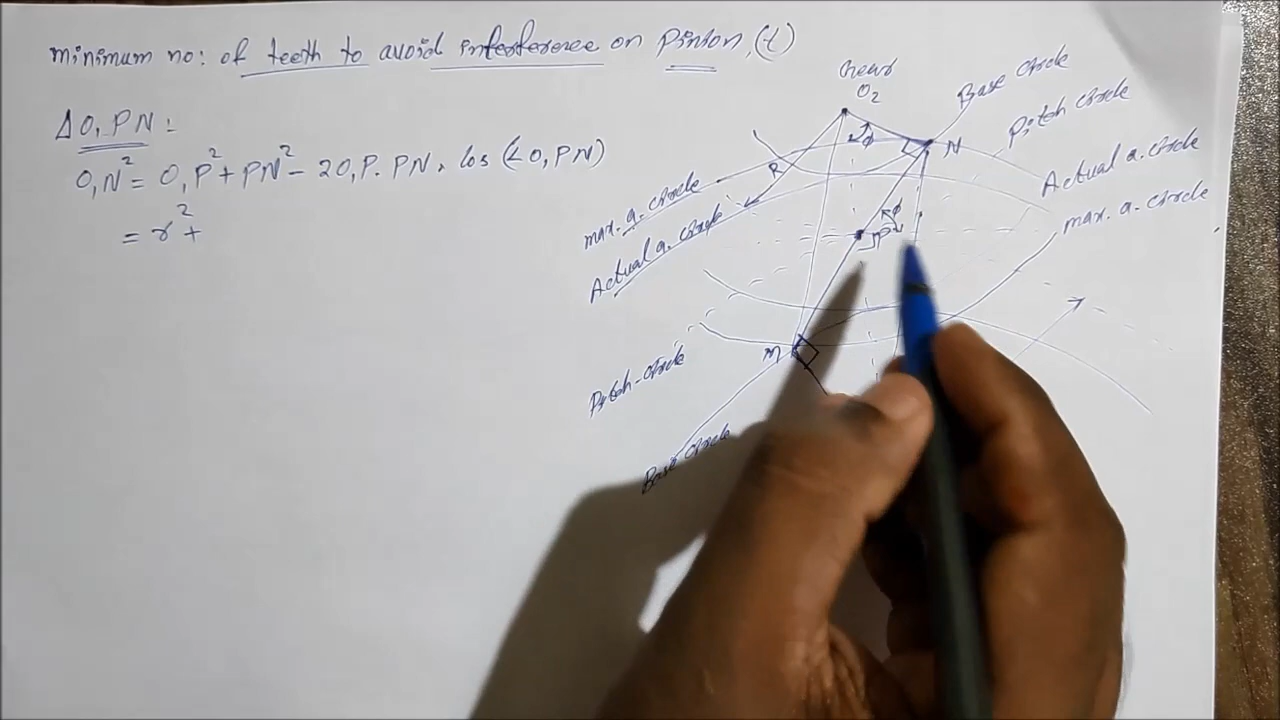 minimum no: of teeth to avoid interference on pinion, (t)
Δ O₁PN:
O₁N² = O₁P² + PN² - 2O₁P. PN. cos (∠O₁PN)
= r² +
Gear
O₂
Base circle
Pitch circle
Actual a. circle
max. a. circle
N
φ
R
max. a. circle
Actual a. circle
φ
P
M
Pitch-circle
Base circle